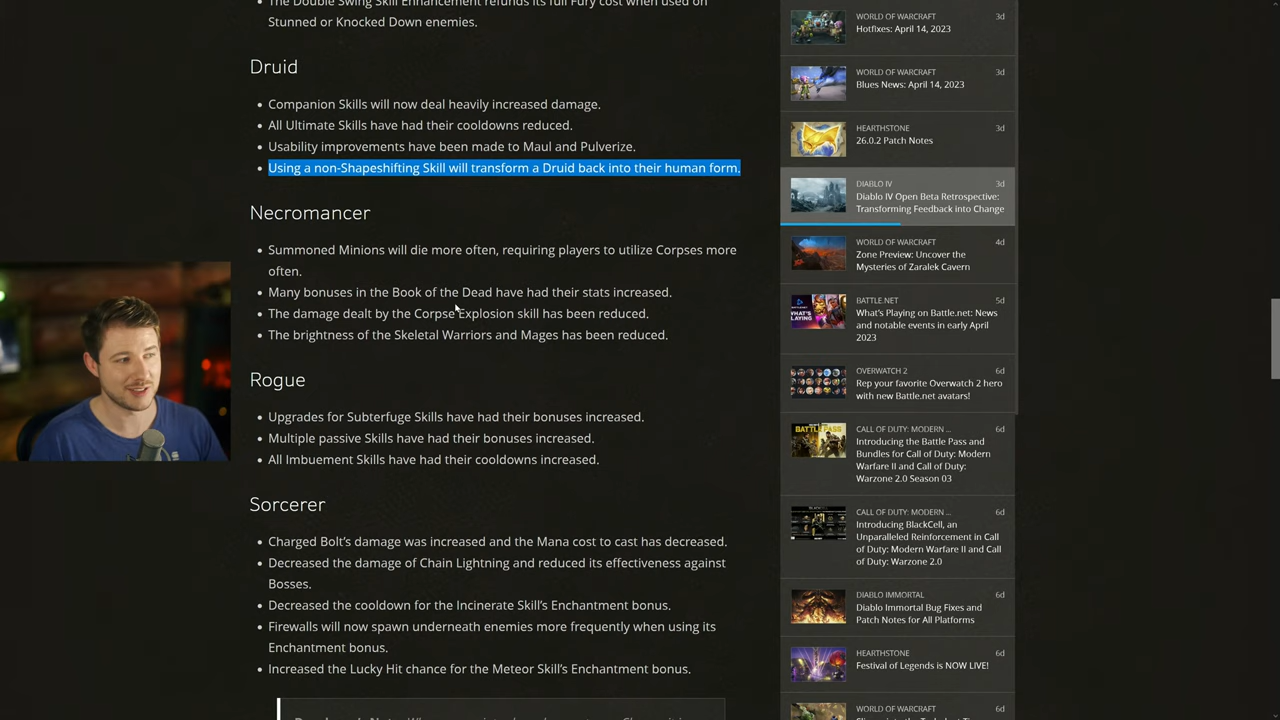 The Double Swing Skill Enhancement refunds its full Fury cost when used on
Stunned or Knocked Down enemies.
Druid
Companion Skills will now deal heavily increased damage.
All Ultimate Skills have had their cooldowns reduced.
Usability improvements have been made to Maul and Pulverize.
Using a non-Shapeshifting Skill will transform a Druid back into their human form.
Necromancer
Summoned Minions will die more often, requiring players to utilize Corpses more
often.
Many bonuses in the Book of the Dead have had their stats increased.
The damage dealt by the Corpse Explosion skill has been reduced.
The brightness of the Skeletal Warriors and Mages has been reduced.
Rogue
Upgrades for Subterfuge Skills have had their bonuses increased.
Multiple passive Skills have had their bonuses increased.
All Imbuement Skills have had their cooldowns increased.
Sorcerer
Charged Bolt's damage was increased and the Mana cost to cast has decreased.
Decreased the damage of Chain Lightning and reduced its effectiveness against
Bosses.
Decreased the cooldown for the Incinerate Skill's Enchantment bonus.
Firewalls will now spawn underneath enemies more frequently when using its
Enchantment bonus.
Increased the Lucky Hit chance for the Meteor Skill's Enchantment bonus.
WORLD OF WARCRAFT 3d
Hotfixes: April 14, 2023
WORLD OF WARCRAFT 3d
Blues News: April 14, 2023
HEARTHSTONE 3d
26.0.2 Patch Notes
DIABLO IV 3d
Diablo IV Open Beta Retrospective:
Transforming Feedback into Change
WORLD OF WARCRAFT 4d
Zone Preview: Uncover the
Mysteries of Zaralek Cavern
BATTLE.NET 5d
WHAT'S
PLAYING
What's Playing on Battle.net: News
and notable events in early April
2023
OVERWATCH 2 6d
Rep your favorite Overwatch 2 hero
with new Battle.net avatars!
CALL OF DUTY: MODERN ... 6d
BATTLE PASS
Introducing the Battle Pass and
Bundles for Call of Duty: Modern
Warfare II and Call of Duty:
Warzone 2.0 Season 03
CALL OF DUTY: MODERN ... 6d
Introducing BlackCell, an
Unparalleled Reinforcement in Call
of Duty: Modern Warfare II and Call
of Duty: Warzone 2.0
DIABLO IMMORTAL 6d
Diablo Immortal Bug Fixes and
Patch Notes for All Platforms
HEARTHSTONE 6d
Festival of Legends is NOW LIVE!
WORLD OF WARCRAFT 6d